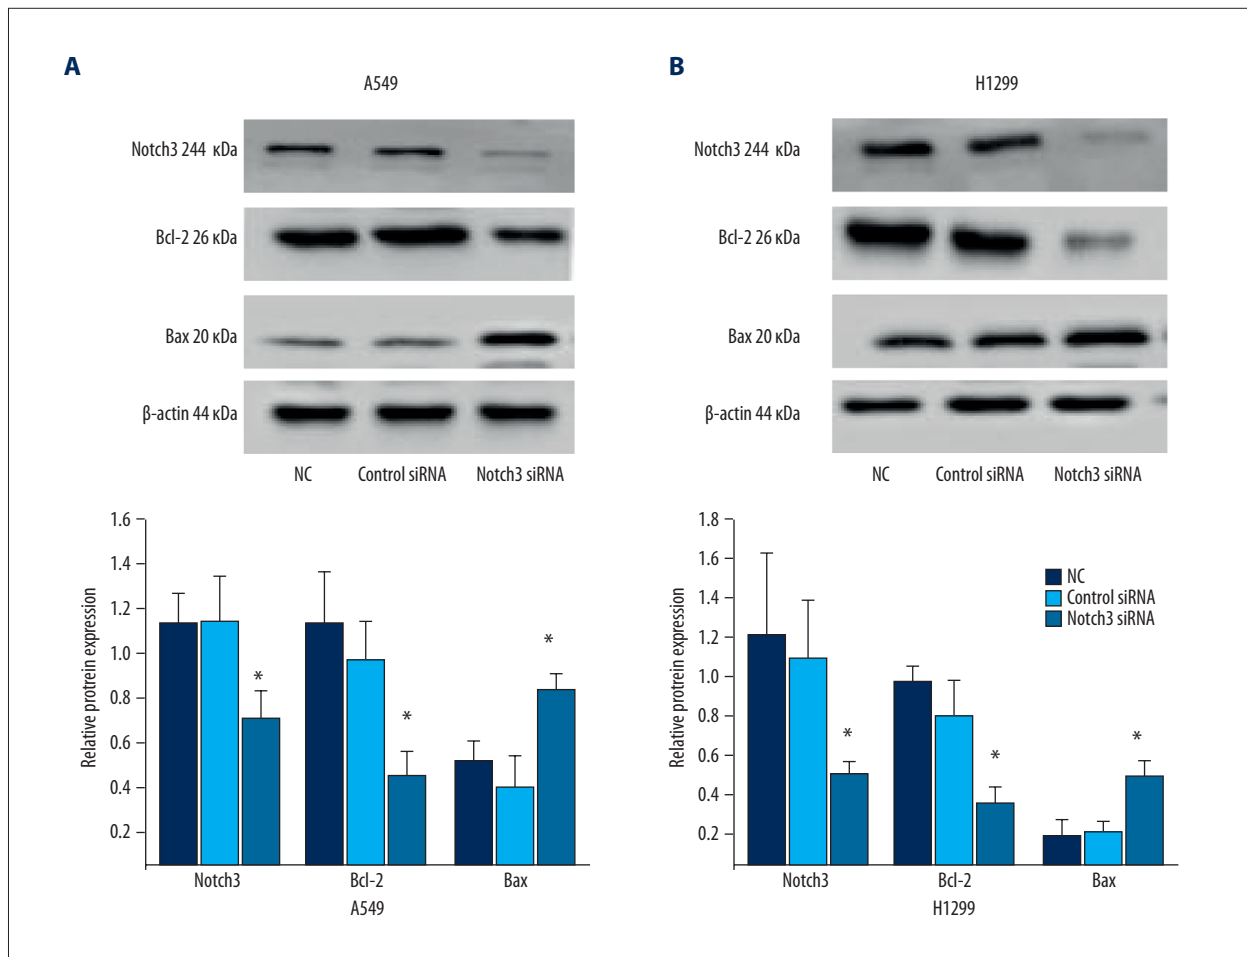 A
A549
Notch3 244 кDa
Bcl-2 26 кDa
Bax 20 кDa
β-actin 44 кDa
NC Control siRNA Notch3 siRNA
1.6
1.4
1.2
1.0
0.8
0.6
0.4
0.2
Relative protrein expression
* * *
Notch3 Bcl-2 Bax
A549
B
H1299
Notch3 244 кDa
Bcl-2 26 кDa
Bax 20 кDa
β-actin 44 кDa
NC Control siRNA Notch3 siRNA
1.8
1.6
1.4
1.2
1.0
0.8
0.6
0.4
0.2
Relative protrein expression
NC
Control siRNA
Notch3 siRNA
* * *
Notch3 Bcl-2 Bax
H1299